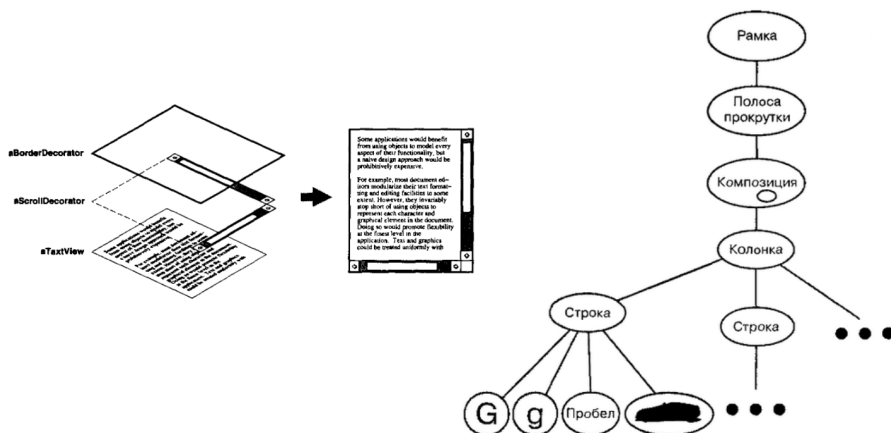 aBorderDecorator
aScrollDecorator
aTextView
Some applications would benefit
from using objects to model every
aspect of their functionality, but
a naive design approach would be
prohibitively expensive.
For example, most document ed-
itors modularize their text format-
ting and editing facilities to some
extent. However, they invariably
stop short of using objects to
represent each character and
graphical element in the document.
Doing so would promote flexibility
at the finest level in the
application. Text and graphics
could be treated uniformly with
Рамка
Полоса
прокрутки
Композиция
Колонка
Строка
Строка
G
g
Пробел